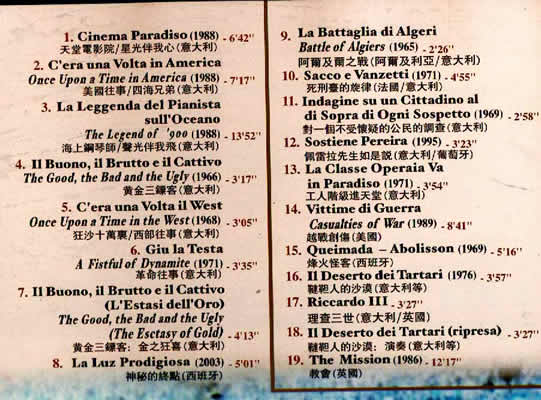 1. Cinema Paradiso (1988) - 6'42"
天堂電影院/星光伴我心(意大利)
2. C'era una Volta in America
Once Upon a Time in America (1988) - 7'17"
美國往事/四海兄弟(意大利)
3. La Leggenda del Pianista
sull'Oceano
The Legend of '900 (1988) - 13'52"
海上鋼琴師/聲光伴我飛(意大利)
4. Il Buono, il Brutto e il Cattivo
The Good, the Bad and the Ugly (1966) - 3'17"
黃金三鏢客(意大利)
5. C'era una Volta il West
Once Upon a Time in the West (1968) - 3'05"
狂沙十萬裏/西部往事(意大利)
6. Giu la Testa
A Fistful of Dynamite (1971) - 3'35"
革命往事(意大利)
7. Il Buono, il Brutto e il Cattivo
(L'Estasi dell'Oro)
The Good, the Bad and the Ugly
(The Esctasy of Gold) - 4'13"
黃金三鏢客：金之狂喜(意大利)
8. La Luz Prodigiosa (2003) - 5'01"
神秘的終點(西班牙)
9. La Battaglia di Algeri
Battle of Algiers (1965) - 2'26"
阿爾及爾之戰(阿爾及利亞/意大利)
10. Sacco e Vanzetti (1971) - 4'55"
死刑臺的旋律(法國/意大利)
11. Indagine su un Cittadino al
di Sopra di Ogni Sospetto (1969) - 2'58"
對一個不受懷疑的公民的調查(意大利)
12. Sostiene Pereira (1995) - 3'23"
佩雷拉先生如是説(意大利/葡萄牙)
13. La Classe Operaia Va
in Paradiso (1971) - 3'54"
工人階級進天堂(意大利)
14. Vittime di Guerra
Casualties of War (1989) - 8'41"
越戰創傷(美國)
15. Queimada – Abolisson (1969) - 5'16"
烽火怪客(西班牙)
16. Il Deserto dei Tartari (1976) - 3'57"
韃靼人的沙漠(意大利等)
17. Riccardo III - 3'27"
理查三世(意大利/英國)
18. Il Deserto dei Tartari (ripresa) - 3'27"
韃靼人的沙漠：演奏(意大利等)
19. The Mission (1986) - 12'17"
教會(英國)